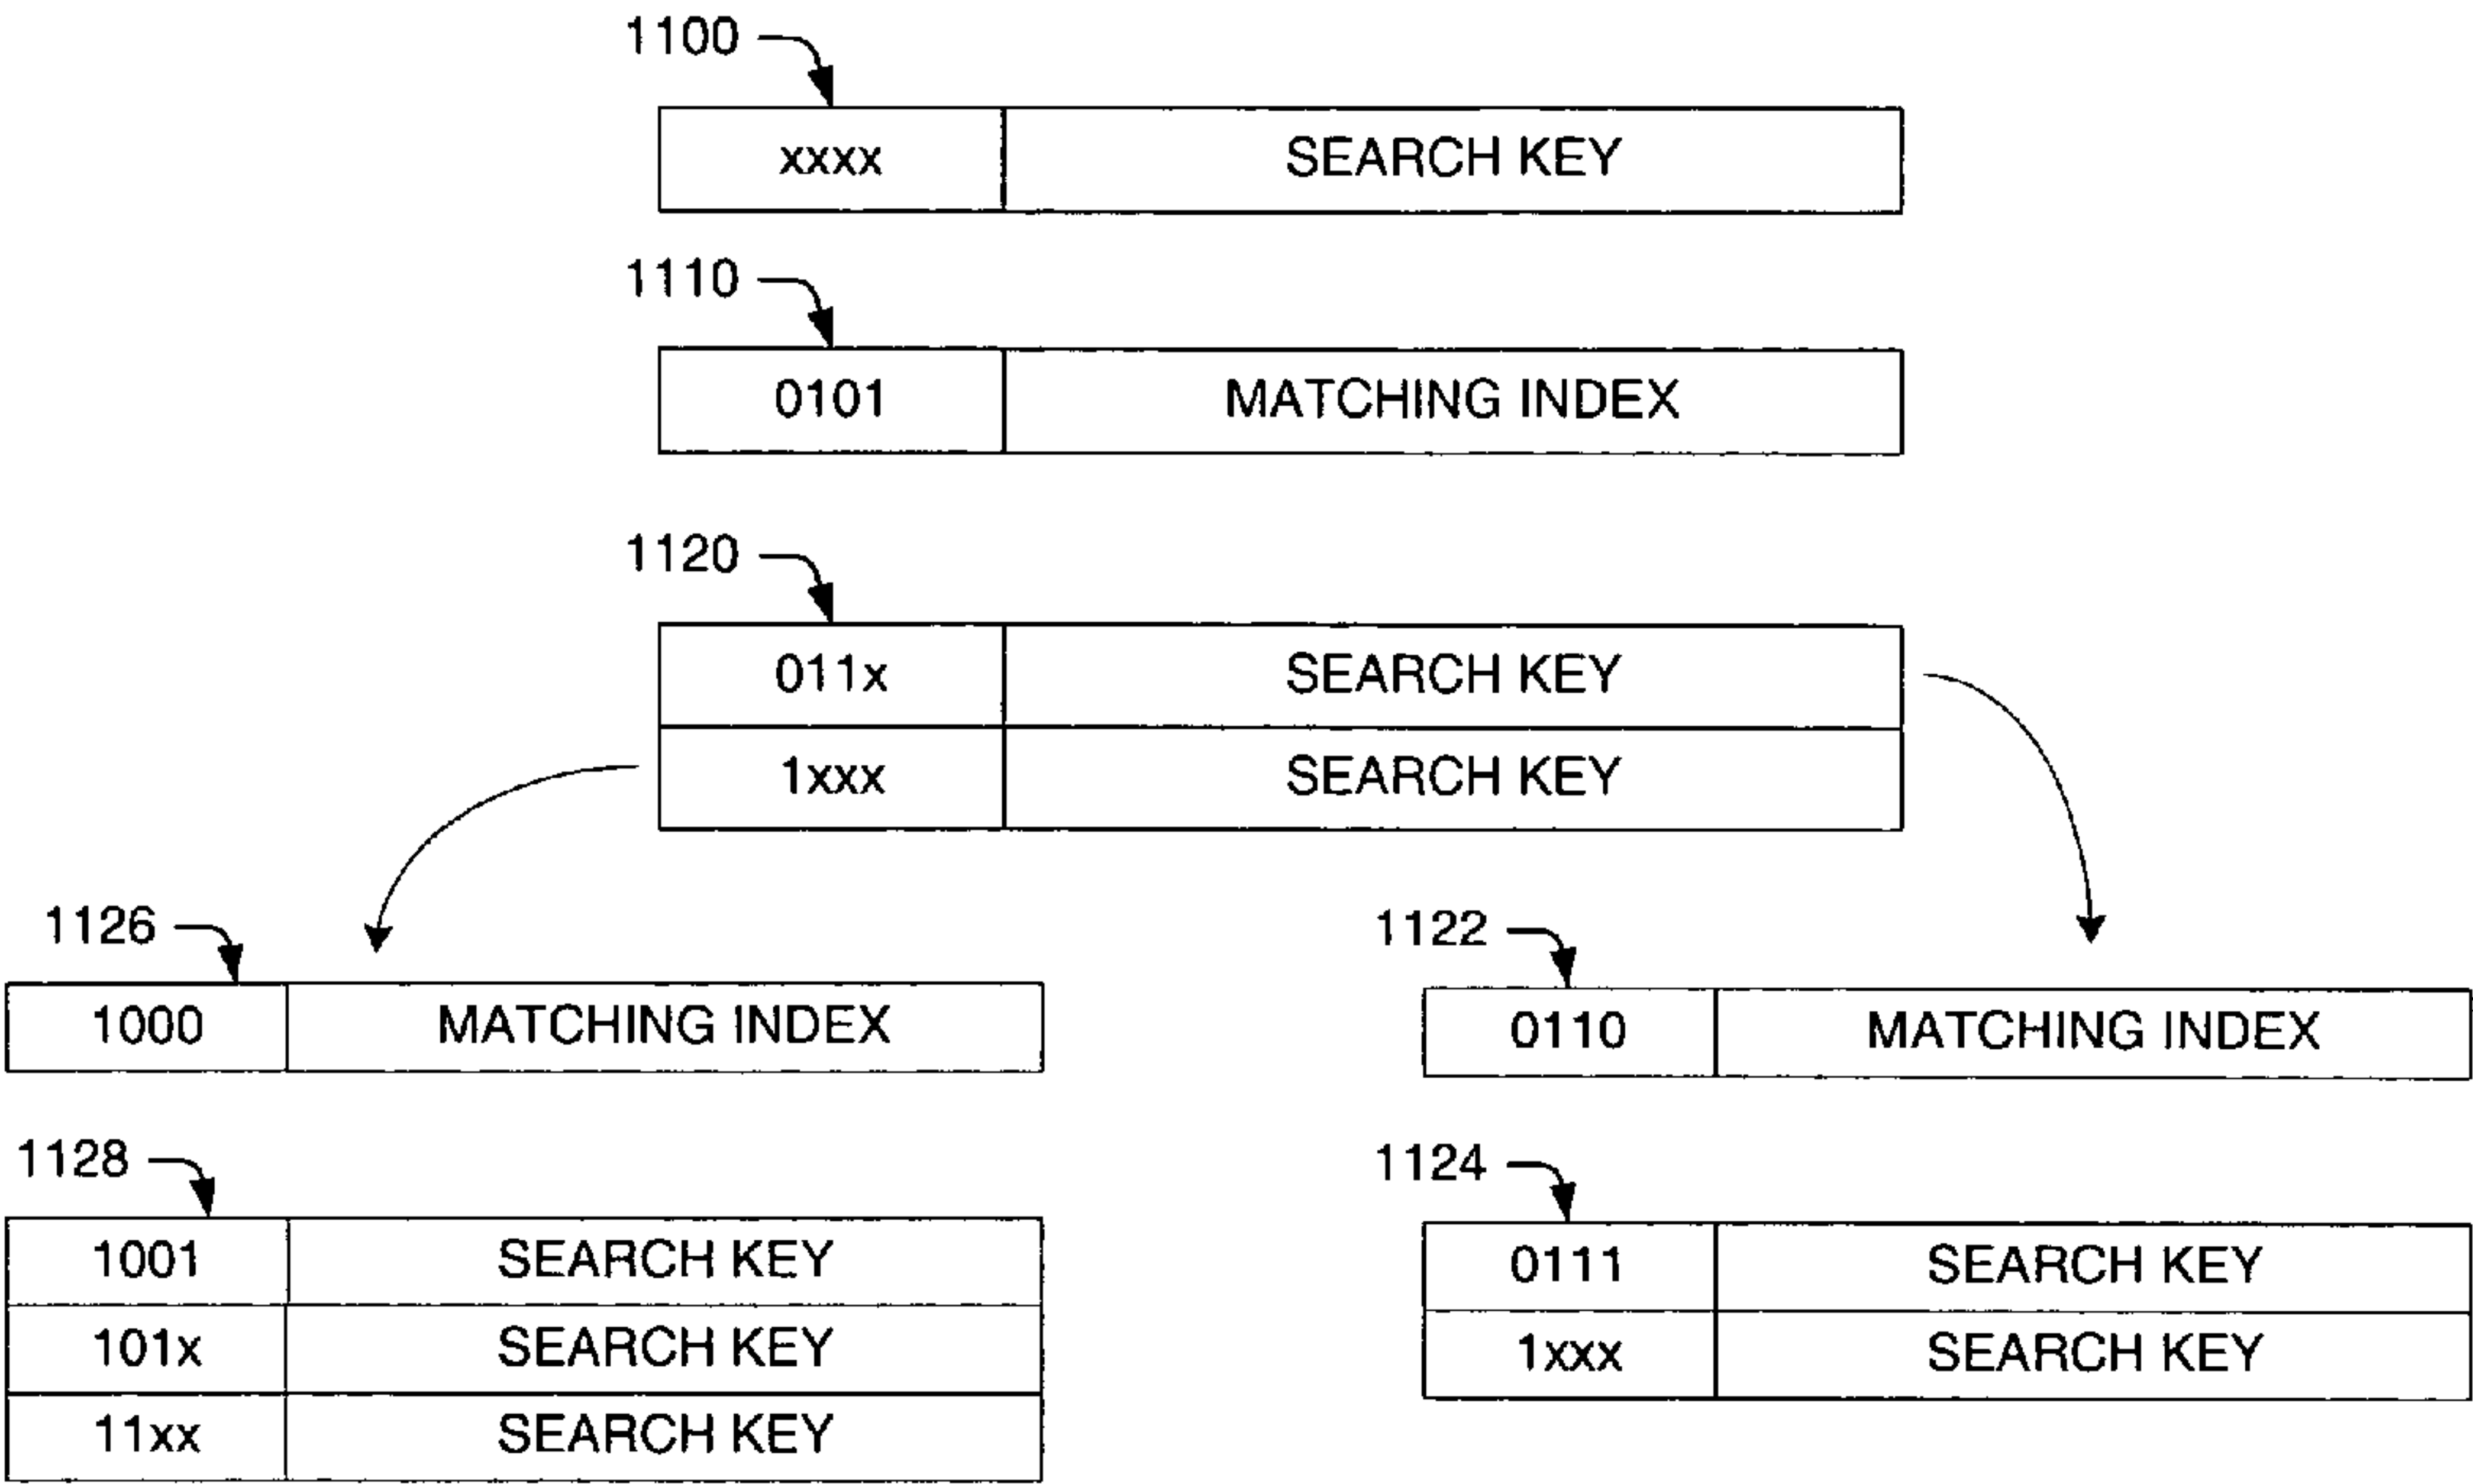 1100
xxxx SEARCH KEY
1110
0101 MATCHING INDEX
1120
011x SEARCH KEY
1xxx SEARCH KEY
1126
1000 MATCHING INDEX
1122
0110 MATCHING INDEX
1128
1001 SEARCH KEY
101x SEARCH KEY
11xx SEARCH KEY
1124
0111 SEARCH KEY
1xxx SEARCH KEY